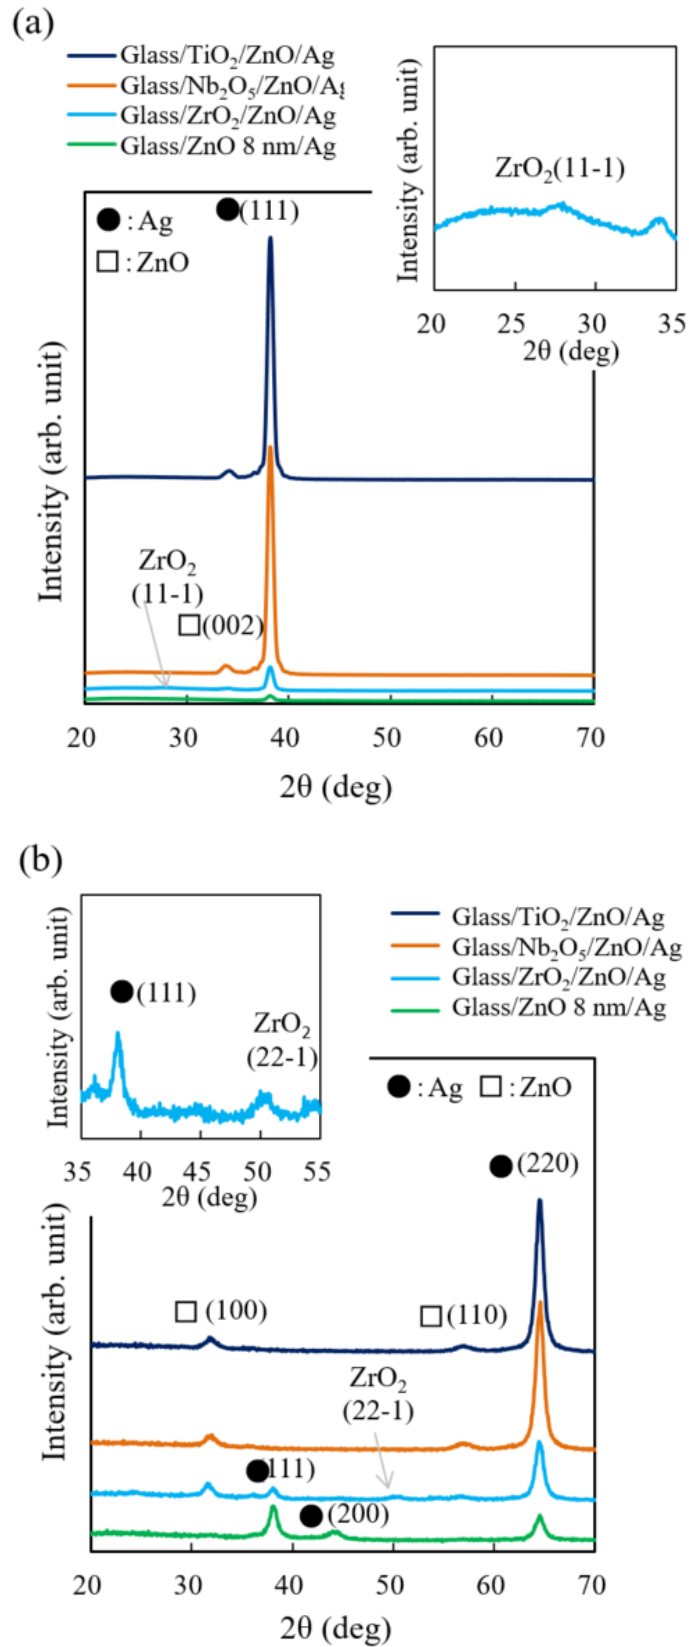 (a)
Glass/TiO₂/ZnO/Ag
Glass/Nb₂O₅/ZnO/Ag
Glass/ZrO₂/ZnO/Ag
Glass/ZnO 8 nm/Ag
Intensity (arb. unit)
ZrO₂(11-1)
20 25 30 35
2θ (deg)
● : Ag
□ : ZnO
●(111)
Intensity (arb. unit)
ZrO₂
(11-1)
□(002)
20 30 40 50 60 70
2θ (deg)
(b)
Intensity (arb. unit)
●(111)
ZrO₂
(22-1)
35 40 45 50 55
2θ (deg)
Glass/TiO₂/ZnO/Ag
Glass/Nb₂O₅/ZnO/Ag
Glass/ZrO₂/ZnO/Ag
Glass/ZnO 8 nm/Ag
● : Ag □ : ZnO
● (220)
Intensity (arb. unit)
□ (100)
□ (110)
ZrO₂
(22-1)
●(111)
● (200)
20 30 40 50 60 70
2θ (deg)